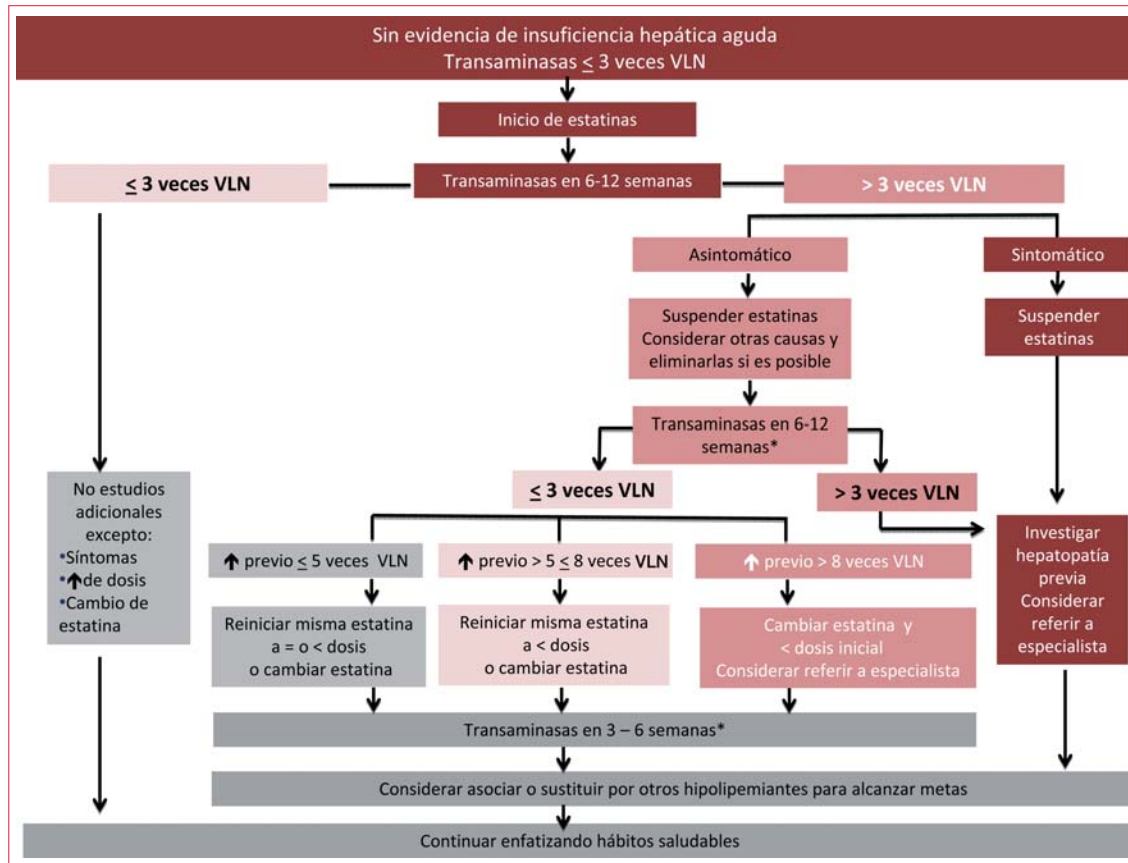 Sin evidencia de insuficiencia hepática aguda
Transaminasas ≤ 3 veces VLN
Inicio de estatinas
≤ 3 veces VLN
Transaminasas en 6-12 semanas
> 3 veces VLN
Asintomático
Sintomático
Suspender estatinas
Considerar otras causas y
eliminarlas si es posible
Suspender
estatinas
Transaminasas en 6-12
semanas*
≤ 3 veces VLN
> 3 veces VLN
No estudios
adicionales
excepto:
•Síntomas
•↑de dosis
•Cambio de
estatina
↑ previo ≤ 5 veces VLN
↑ previo > 5 ≤ 8 veces VLN
↑ previo > 8 veces VLN
Investigar
hepatopatía
previa
Considerar
referir a
especialista
Reiniciar misma estatina
a = o < dosis
o cambiar estatina
Reiniciar misma estatina
a < dosis
o cambiar estatina
Cambiar estatina y
< dosis inicial
Considerar referir a especialista
Transaminasas en 3 – 6 semanas*
Considerar asociar o sustituir por otros hipolipemiantes para alcanzar metas
Continuar enfatizando hábitos saludables